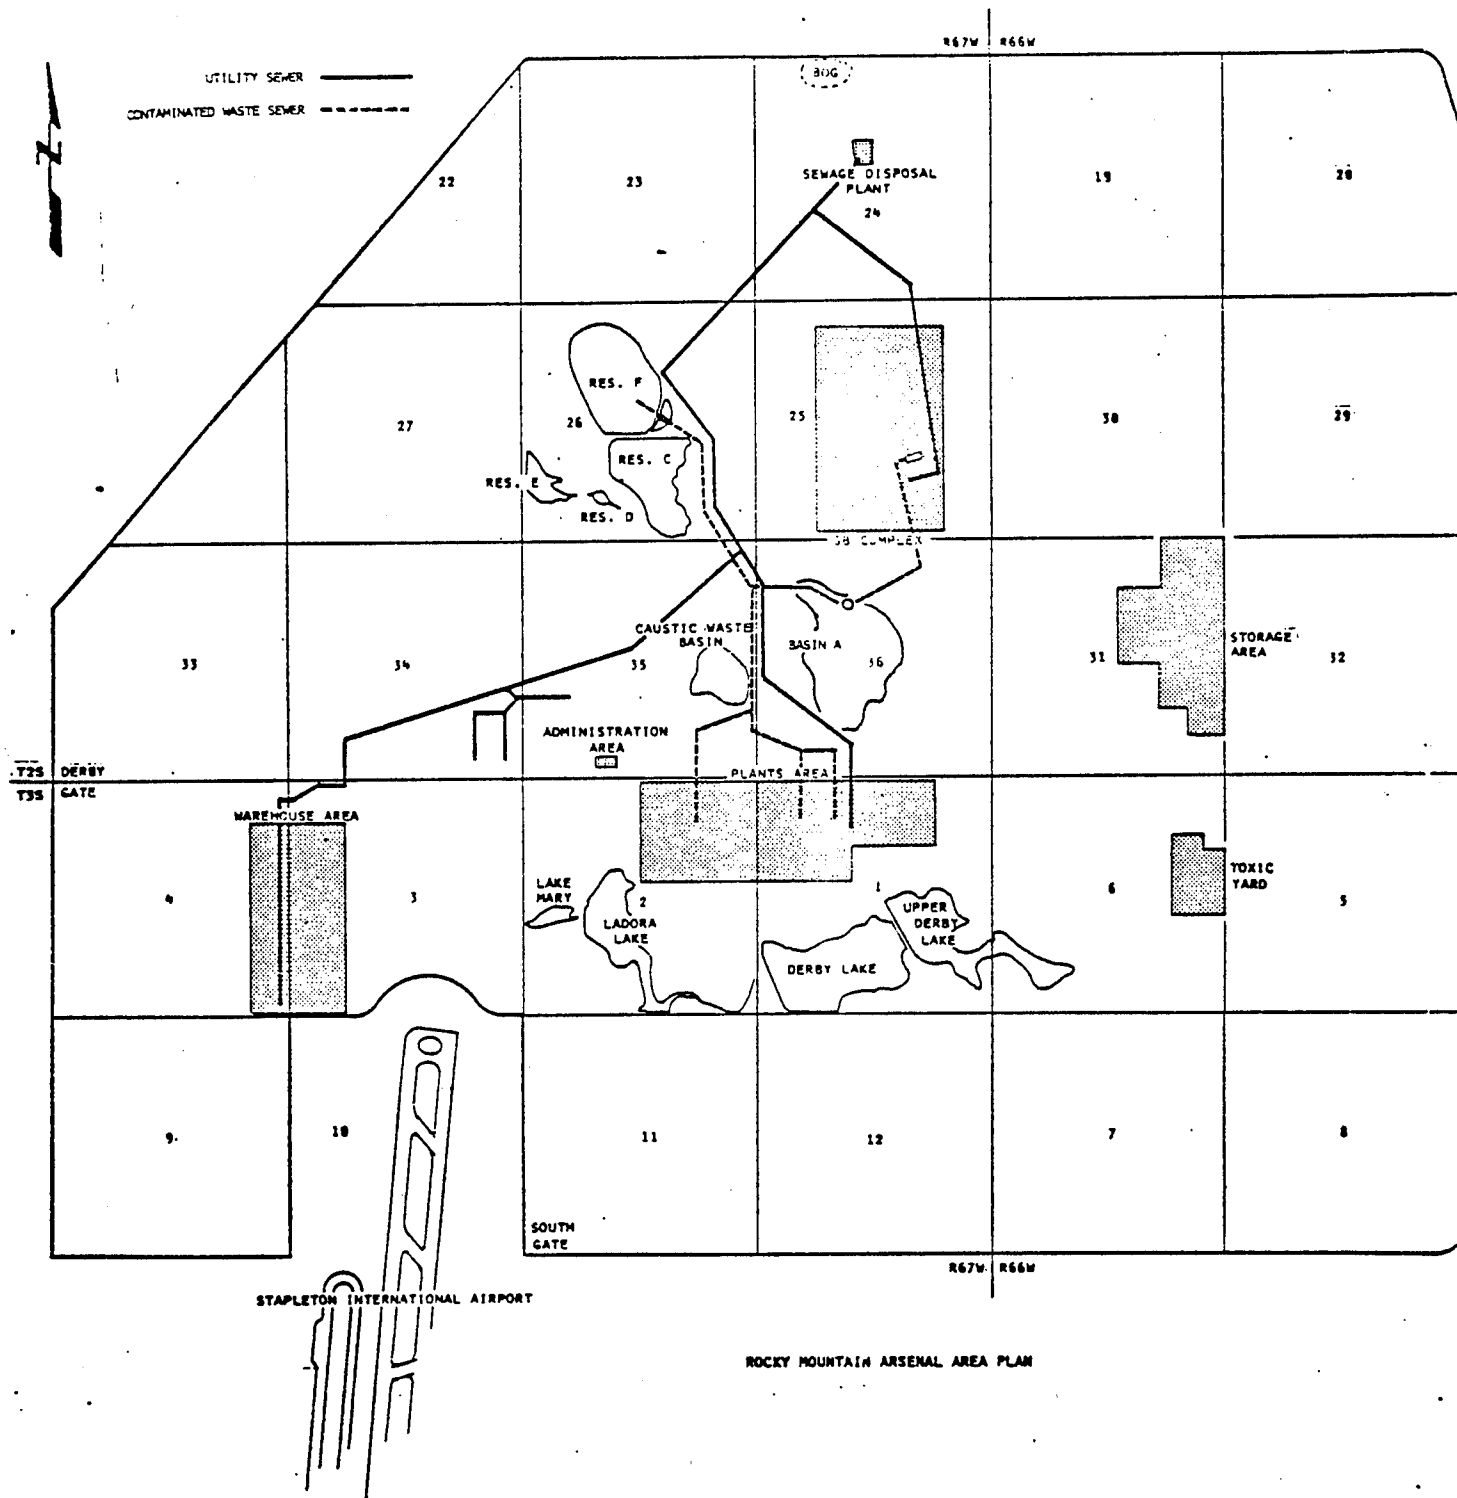 R67W R66W
UTILITY SEWER
CONTAMINATED WASTE SEWER
BOG
N
22
23
SEWAGE DISPOSAL
PLANT
24
19
20
RES. F
27
26
25
30
29
RES. C
RES. E
RES. D
GB COMPLEX
CAUSTIC WASTE
BASIN
BASIN A
33
34
35
36
31
STORAGE
AREA
32
ADMINISTRATION
AREA
T2S DERBY
T3S GATE
PLANTS AREA
WAREHOUSE AREA
TOXIC
YARD
4
3
LAKE
MARY
2
LADORA
LAKE
1
UPPER
DERBY
LAKE
6
5
DERBY LAKE
9
10
11
12
7
8
SOUTH
GATE
R67W R66W
STAPLETON INTERNATIONAL AIRPORT
ROCKY MOUNTAIN ARSENAL AREA PLAN